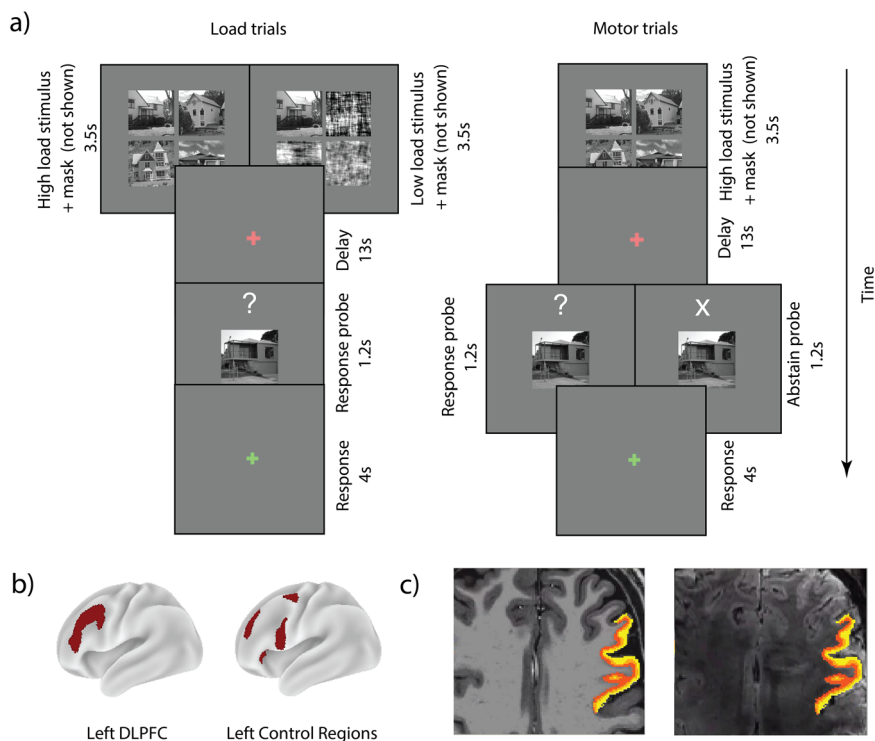 a)
Load trials
Motor trials
High load stimulus
+ mask (not shown)
3.5s
Low load stimulus
+ mask (not shown)
3.5s
Delay
13s
?
Response probe
1.2s
Response
4s
High load stimulus
+ mask (not shown)
3.5s
Delay
13s
Response probe
1.2s
?
X
Abstain probe
1.2s
Response
4s
Time
b)
Left DLPFC
Left Control Regions
c)